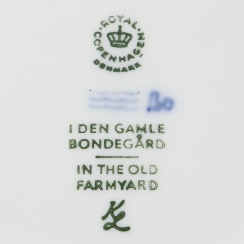 ROYAL
COPENHAGEN
DENMARK
I DEN GAMLE
BONDEGÅRD
IN THE OLD
FARMYARD